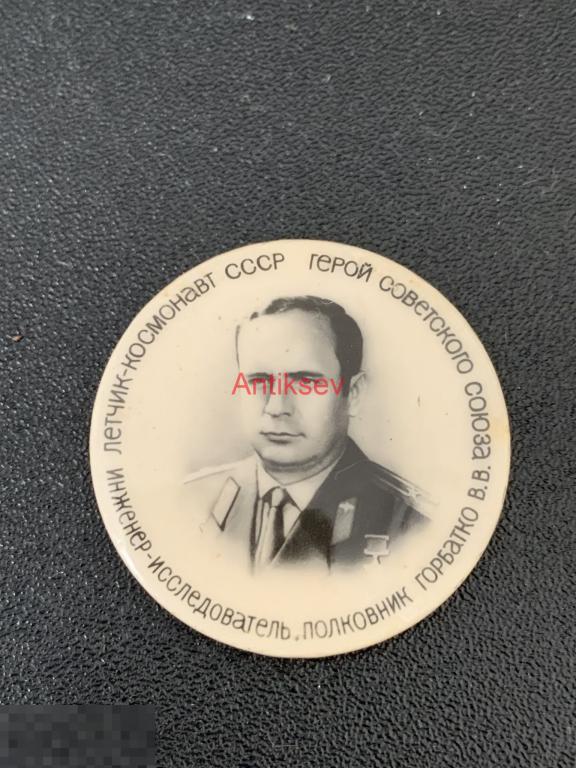 летчик-космонавт СССР герой советского союза
инженер-исследователь. полковник горбатко в.в.
Antiksev